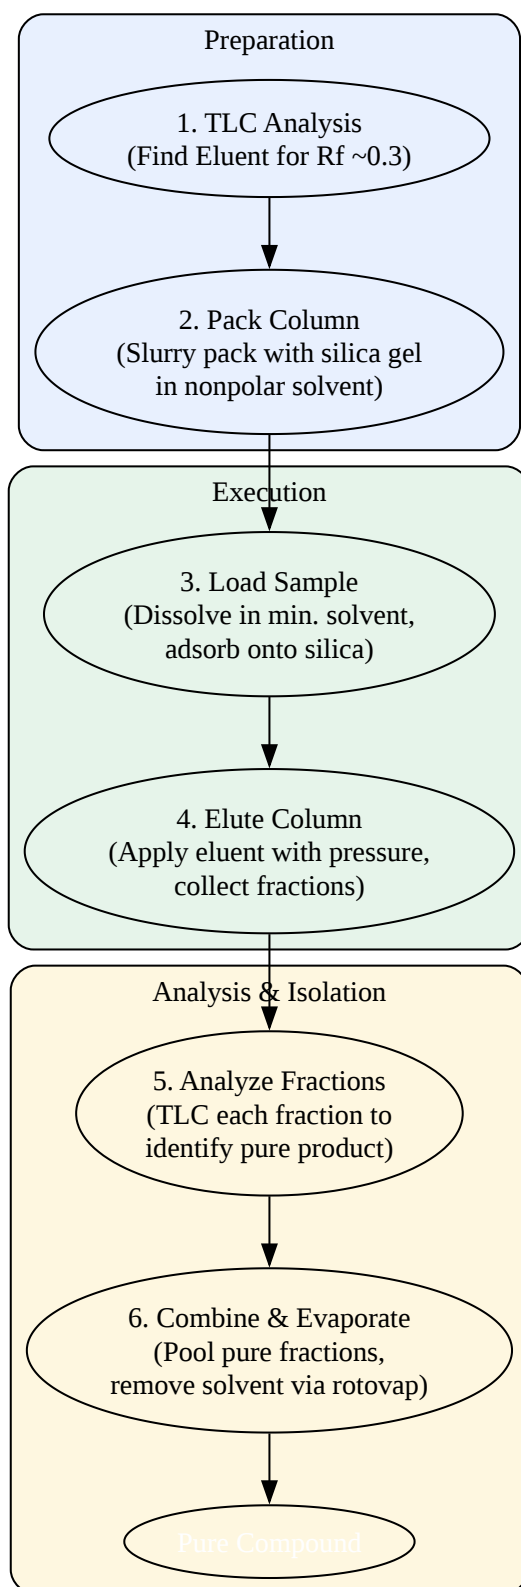 Preparation
1. TLC Analysis
(Find Eluent for Rf ~0.3)
2. Pack Column
(Slurry pack with silica gel
in nonpolar solvent)
Execution
3. Load Sample
(Dissolve in min. solvent,
adsorb onto silica)
4. Elute Column
(Apply eluent with pressure,
collect fractions)
Analysis & Isolation
5. Analyze Fractions
(TLC each fraction to
identify pure product)
6. Combine & Evaporate
(Pool pure fractions,
remove solvent via rotovap)
Pure Compound